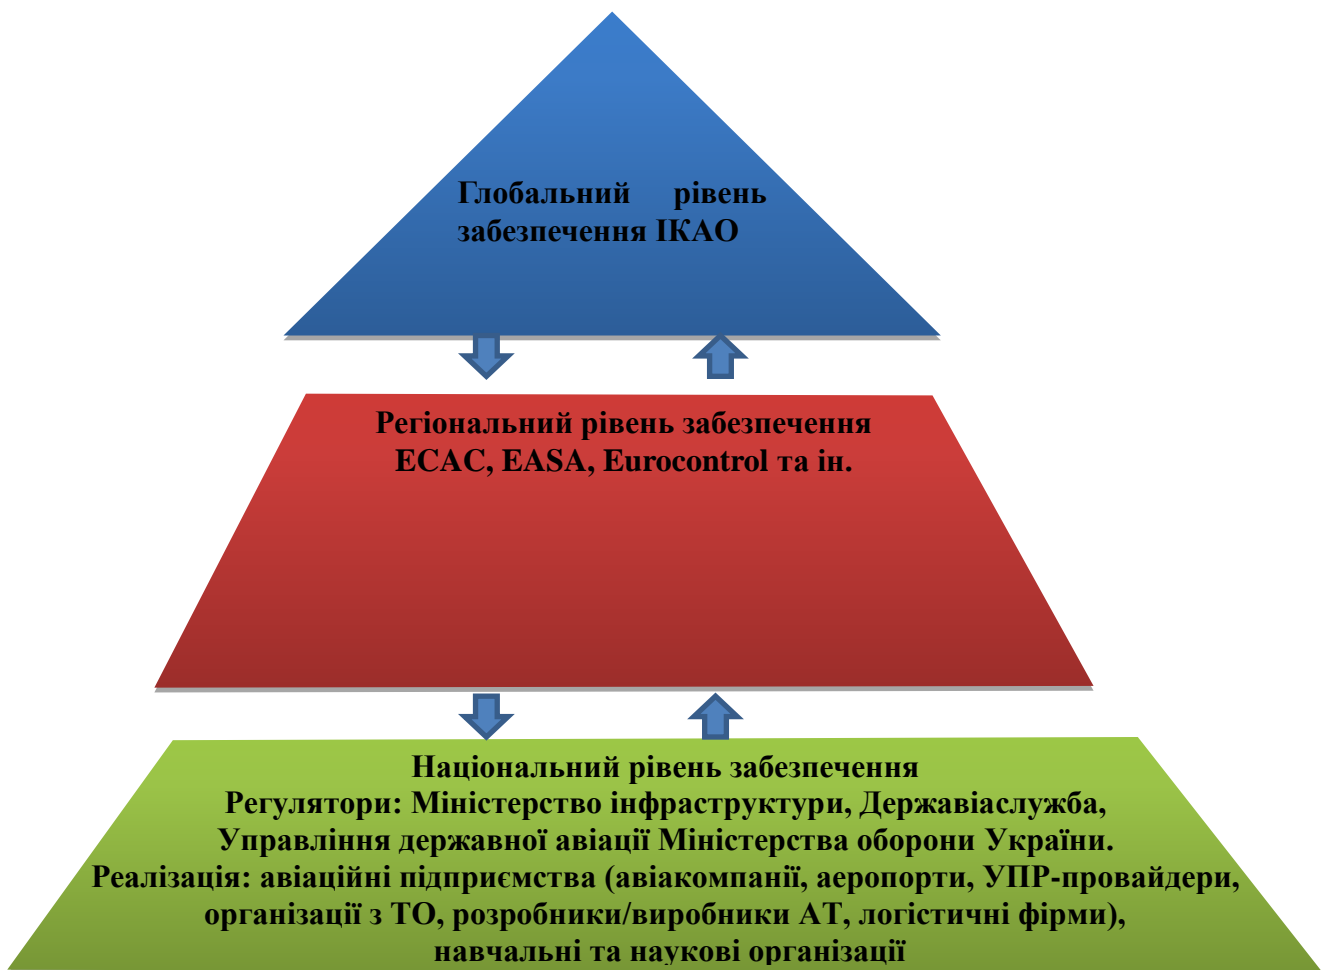 Глобальний рівень
забезпечення ІКАО
Регіональний рівень забезпечення
ECAC, EASA, Eurocontrol та ін.
Національний рівень забезпечення
Регулятори: Міністерство інфраструктури, Державіаслужба,
Управління державної авіації Міністерства оборони України.
Реалізація: авіаційні підприємства (авіакомпанії, аеропорти, УПР-провайдери,
організації з ТО, розробники/виробники АТ, логістичні фірми),
навчальні та наукові організації